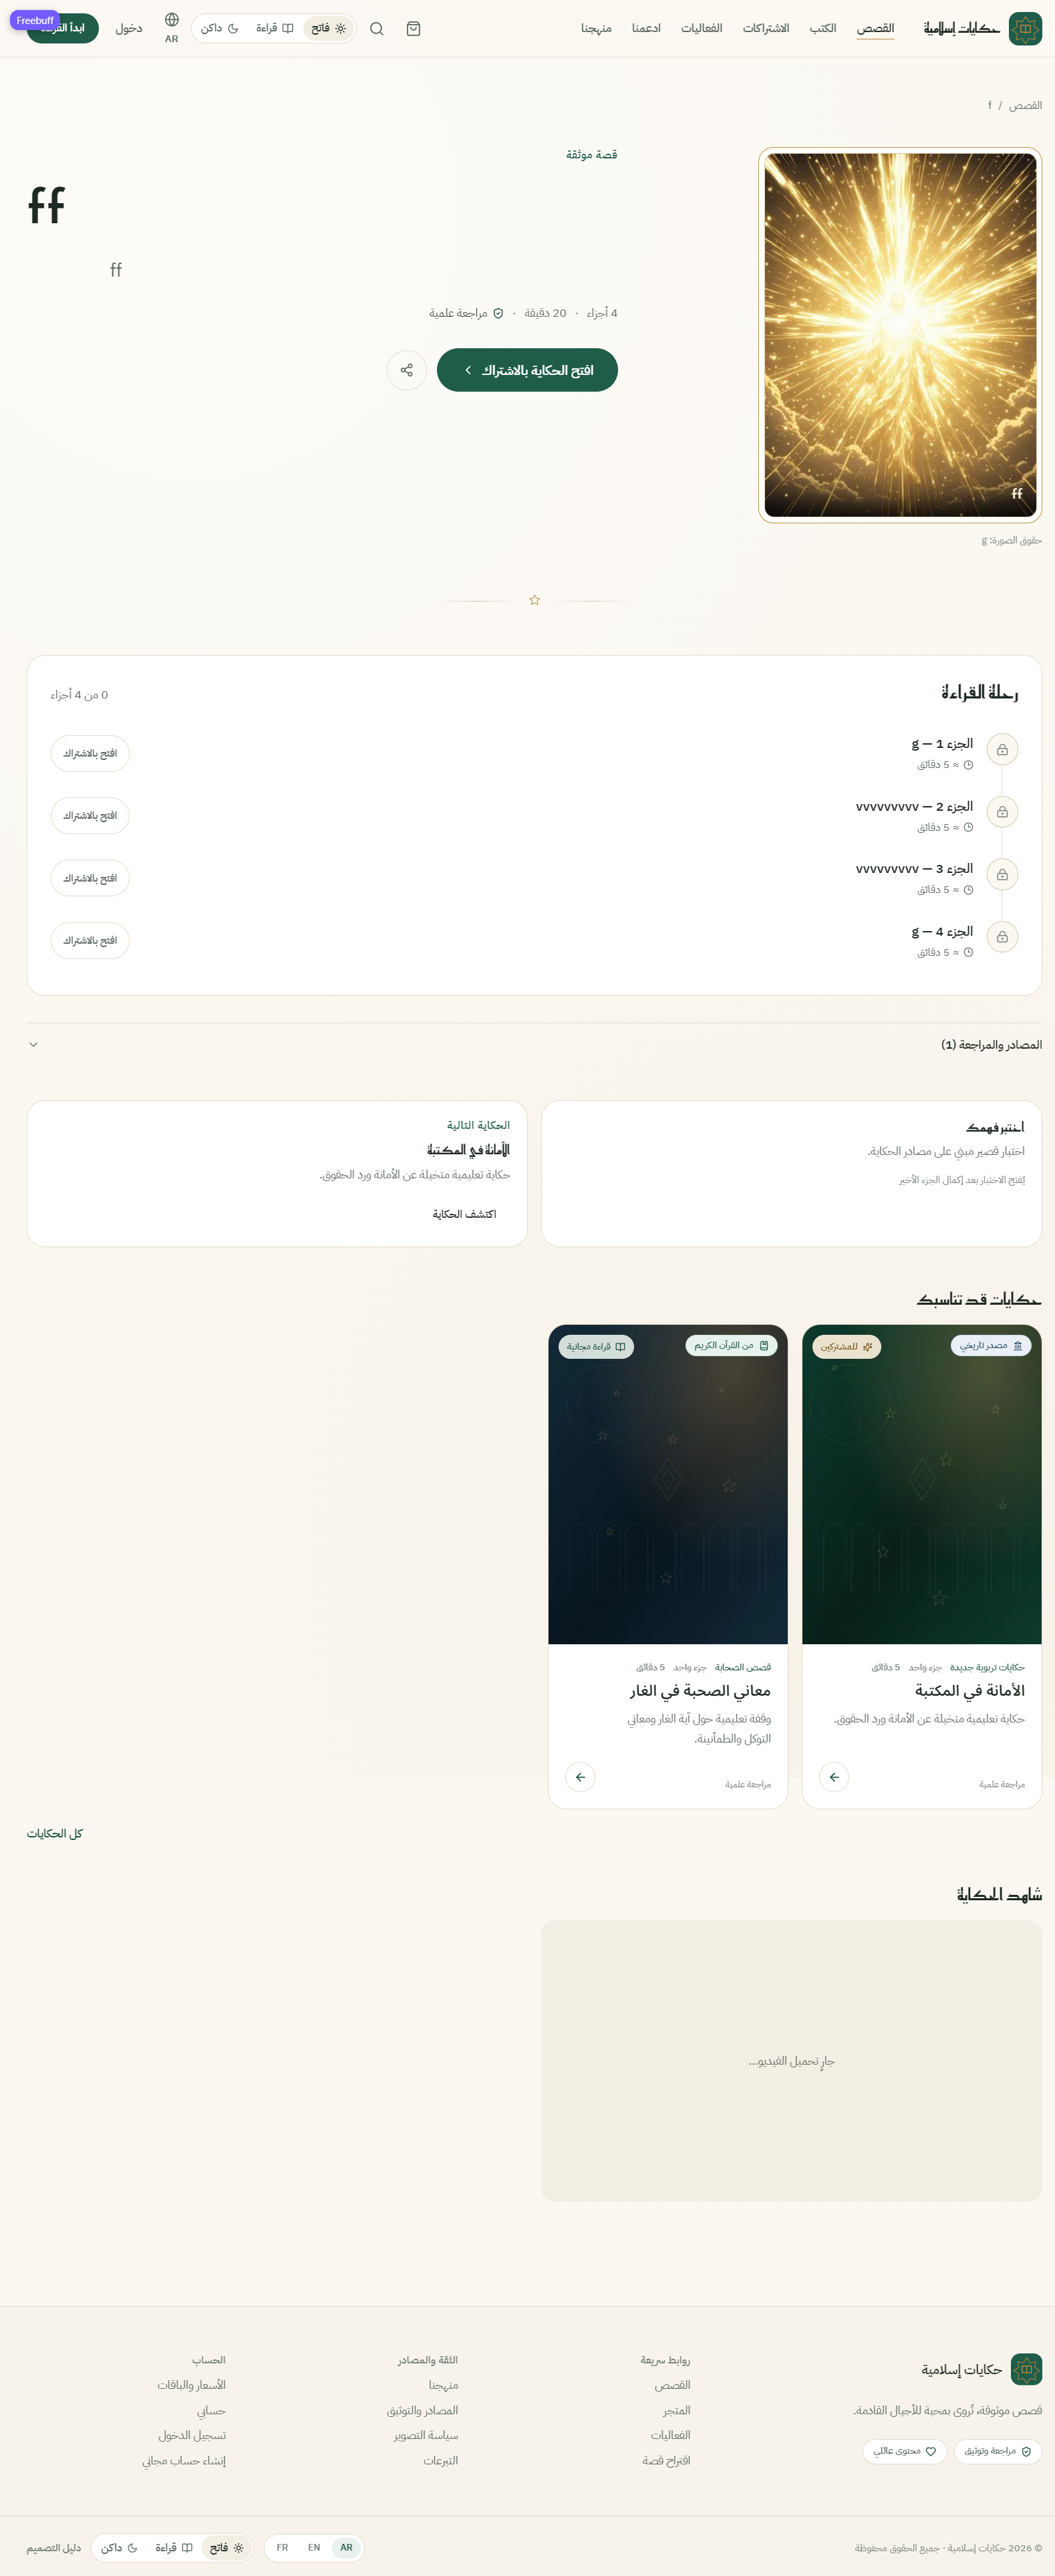 حكايات إسلامية
القصص
الكتب
الاشتراكات
الفعاليات
ادعمنا
منهجنا
فاتح
قراءة
داكن
AR
دخول
Freebuff
القصص / f
قصة موثقة
ff
ff
4 أجزاء · 20 دقيقة · مراجعة علمية
افتح الحكاية بالاشتراك
ff
حقوق الصورة: g
رحلة القراءة
0 من 4 أجزاء
الجزء 1 — g
≈ 5 دقائق
افتح بالاشتراك
الجزء 2 — vvvvvvvvv
≈ 5 دقائق
افتح بالاشتراك
الجزء 3 — vvvvvvvvv
≈ 5 دقائق
افتح بالاشتراك
الجزء 4 — g
≈ 5 دقائق
افتح بالاشتراك
المصادر والمراجعة (1)
اختبر فهمك
اختبار قصير مبني على مصادر الحكاية.
يُفتح الاختبار بعد إكمال الجزء الأخير
الحكاية التالية
الأمانة في المكتبة
حكاية تعليمية متخيلة عن الأمانة ورد الحقوق.
اكتشف الحكاية
حكايات قد تناسبك
مصدر تاريخي
للمشتركين
حكايات تربوية جديدة
جزء واحد
5 دقائق
الأمانة في المكتبة
حكاية تعليمية متخيلة عن الأمانة ورد الحقوق.
مراجعة علمية
من القرآن الكريم
قراءة مجانية
قصص الصحابة
جزء واحد
5 دقائق
معاني الصحبة في الغار
وقفة تعليمية حول آية الغار ومعاني
التوكل والطمأنينة.
مراجعة علمية
كل الحكايات
شاهد الحكاية
جارٍ تحميل الفيديو...
حكايات إسلامية
قصص موثوقة، تُروى بمحبة للأجيال القادمة.
مراجعة وتوثيق
محتوى عائلي
روابط سريعة
القصص
المتجر
الفعاليات
اقتراح قصة
الثقة والمصادر
منهجنا
المصادر والتوثيق
سياسة التصوير
التبرعات
الحساب
الأسعار والباقات
حسابي
تسجيل الدخول
إنشاء حساب مجاني
© 2026 حكايات إسلامية · جميع الحقوق محفوظة
AR
EN
FR
فاتح
قراءة
داكن
دليل التصميم